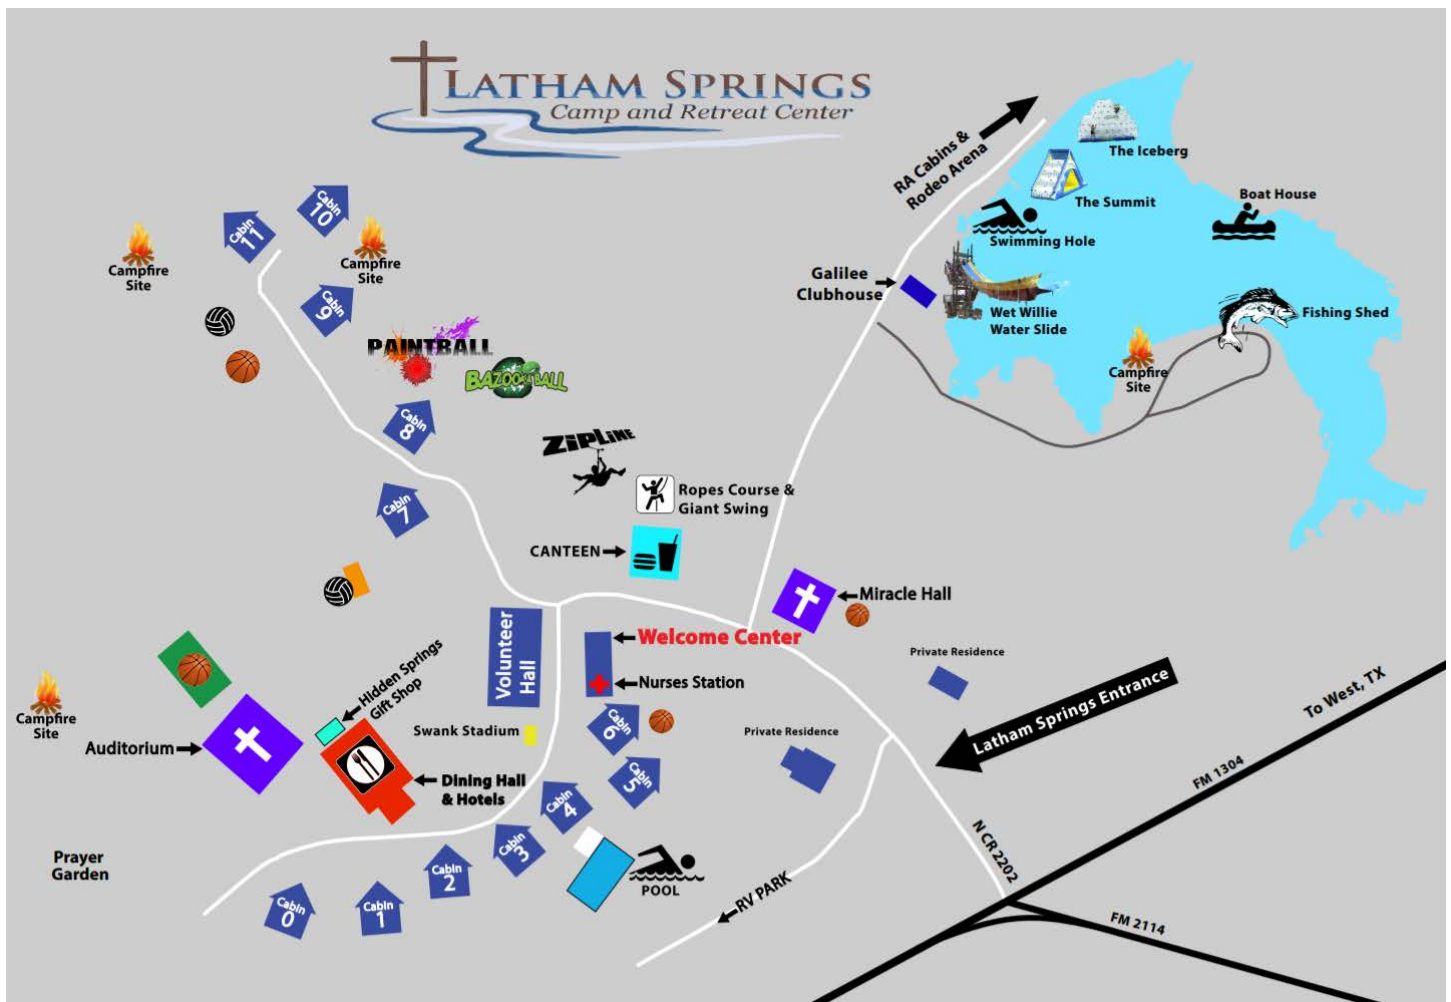 LATHAM SPRINGS
Camp and Retreat Center
RA Cabins &
Rodeo Arena
The Iceberg
The Summit
Boat House
Swimming Hole
Galilee
Clubhouse
Wet Willie
Water Slide
Fishing Shed
Campfire
Site
Cabin
10
Cabin
11
Campfire
Site
Campfire
Site
Cabin
9
PAINTBALL
BAZOOKABALL
Cabin
8
ZIPLINE
Cabin
7
Ropes Course &
Giant Swing
CANTEEN
Miracle Hall
Volunteer
Hall
Welcome Center
Nurses Station
Private Residence
Hidden Springs
Gift Shop
Campfire
Site
Auditorium
Swank Stadium
Cabin
6
Private Residence
Latham Springs Entrance
To West, TX
FM 1304
Dining Hall
& Hotels
Cabin
5
Cabin
4
Cabin
3
Cabin
2
Cabin
1
Cabin
0
Prayer
Garden
POOL
RV PARK
N CR 2202
FM 2114